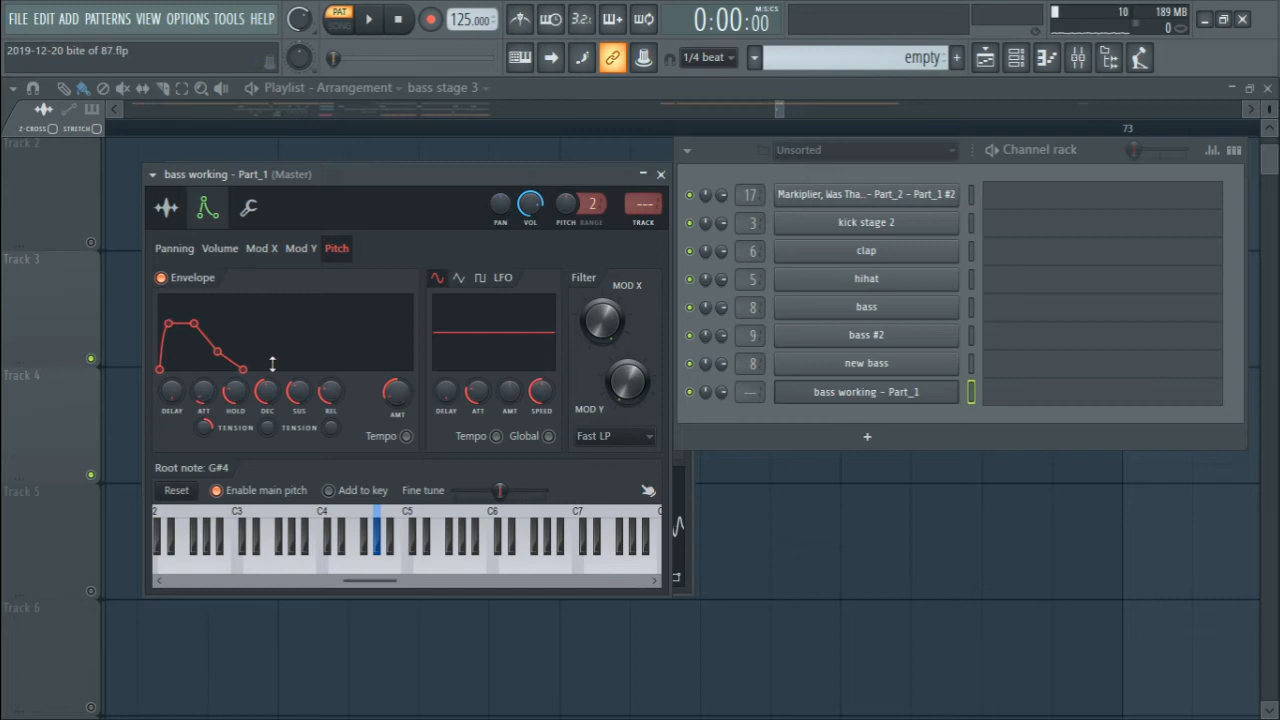 FILE EDIT ADD PATTERNS VIEW OPTIONS TOOLS HELP
PAT
SONG
125.000
3.2
0:00:00
M:S:CS
10
189 MB
0
2019-12-20 bite of 87.flp
1/4 beat
empty
Playlist - Arrangement
bass stage 3
Z-CROSS
STRETCH
73
Track 2
Track 3
Track 4
Track 5
Track 6
bass working - Part_1 (Master)
PAN
VOL
PITCH
RANGE
2
---
TRACK
Panning
Volume
Mod X
Mod Y
Pitch
Envelope
LFO
Filter
MOD X
MOD Y
DELAY
ATT
HOLD
DEC
SUS
REL
AMT
TENSION
TENSION
Tempo
DELAY
ATT
AMT
SPEED
Tempo
Global
Fast LP
Root note: G#4
Reset
Enable main pitch
Add to key
Fine tune
2
C3
C4
C5
C6
C7
C
Unsorted
Channel rack
17
Markiplier, Was Tha..- Part_2 - Part_1 #2
3
kick stage 2
6
clap
5
hihat
8
bass
9
bass #2
8
new bass
---
bass working - Part_1
+